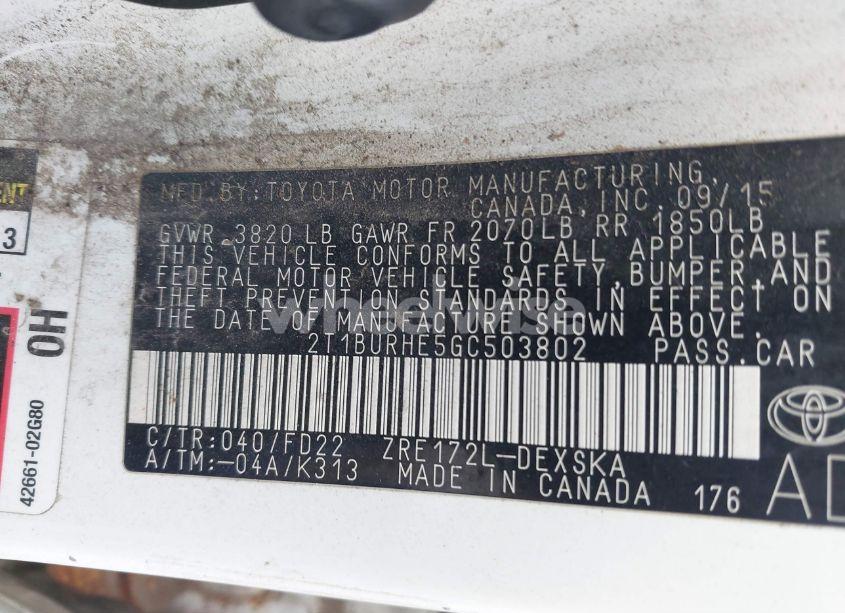 MFD BY: TOYOTA MOTOR MANUFACTURING,
CANADA, INC. 09/15
GVWR 3820 LB GAWR FR 2070LB RR 1850LB
THIS VEHICLE CONFORMS TO ALL APPLICABLE
FEDERAL MOTOR VEHICLE SAFETY, BUMPER, AND
THEFT PREVENTION STANDARDS IN EFFECT ON
THE DATE OF MANUFACTURE SHOWN ABOVE.
2T1BURHE5GC503802 PASS.CAR
C/TR:040/FD22 ZRE172L-DEXSKA
A/TM:-04A/K313 MADE IN CANADA 176
wheelwise
3
OH
42661-02G80